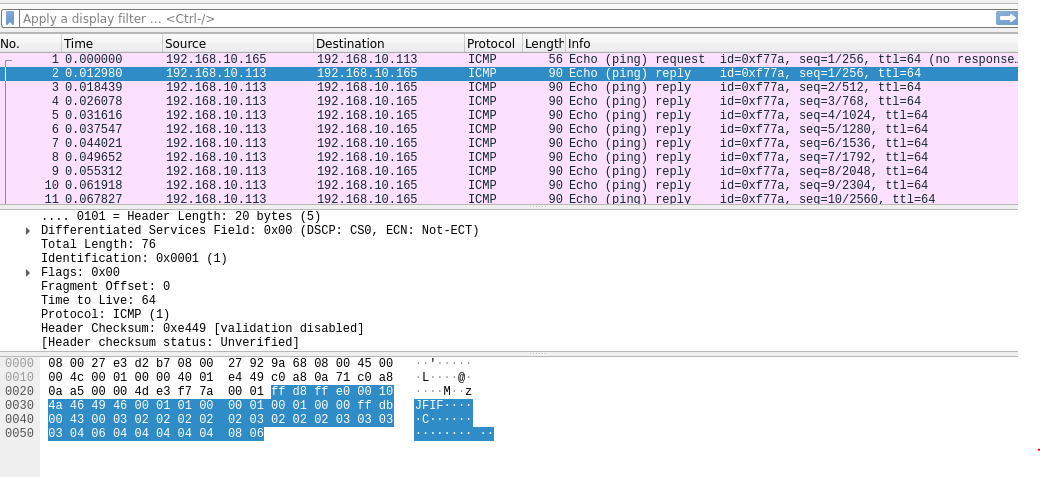 Apply a display filter ... <Ctrl-/>
No. Time Source Destination Protocol Length Info
1 0.000000 192.168.10.165 192.168.10.113 ICMP 56 Echo (ping) request id=0xf77a, seq=1/256, ttl=64 (no response…
2 0.012980 192.168.10.113 192.168.10.165 ICMP 90 Echo (ping) reply id=0xf77a, seq=1/256, ttl=64
3 0.018439 192.168.10.113 192.168.10.165 ICMP 90 Echo (ping) reply id=0xf77a, seq=2/512, ttl=64
4 0.026078 192.168.10.113 192.168.10.165 ICMP 90 Echo (ping) reply id=0xf77a, seq=3/768, ttl=64
5 0.031616 192.168.10.113 192.168.10.165 ICMP 90 Echo (ping) reply id=0xf77a, seq=4/1024, ttl=64
6 0.037547 192.168.10.113 192.168.10.165 ICMP 90 Echo (ping) reply id=0xf77a, seq=5/1280, ttl=64
7 0.044021 192.168.10.113 192.168.10.165 ICMP 90 Echo (ping) reply id=0xf77a, seq=6/1536, ttl=64
8 0.049652 192.168.10.113 192.168.10.165 ICMP 90 Echo (ping) reply id=0xf77a, seq=7/1792, ttl=64
9 0.055312 192.168.10.113 192.168.10.165 ICMP 90 Echo (ping) reply id=0xf77a, seq=8/2048, ttl=64
10 0.061918 192.168.10.113 192.168.10.165 ICMP 90 Echo (ping) reply id=0xf77a, seq=9/2304, ttl=64
11 0.067827 192.168.10.113 192.168.10.165 ICMP 90 Echo (ping) reply id=0xf77a, seq=10/2560, ttl=64
.... 0101 = Header Length: 20 bytes (5)
Differentiated Services Field: 0x00 (DSCP: CS0, ECN: Not-ECT)
Total Length: 76
Identification: 0x0001 (1)
Flags: 0x00
Fragment Offset: 0
Time to Live: 64
Protocol: ICMP (1)
Header Checksum: 0xe449 [validation disabled]
[Header checksum status: Unverified]
0000 08 00 27 e3 d2 b7 08 00 27 92 9a 68 08 00 45 00 ··'·····
0010 00 4c 00 01 00 00 40 01 e4 49 c0 a8 0a 71 c0 a8 ·L····@·
0020 0a a5 00 00 4d e3 f7 7a 00 01 ff d8 ff e0 00 10 ····M··z
0030 4a 46 49 46 00 01 01 00 00 01 00 01 00 00 ff db JFIF····
0040 00 43 00 03 02 02 02 02 02 03 02 02 02 03 03 03 ·C······
0050 03 04 06 04 04 04 04 04 08 06 ········ ··